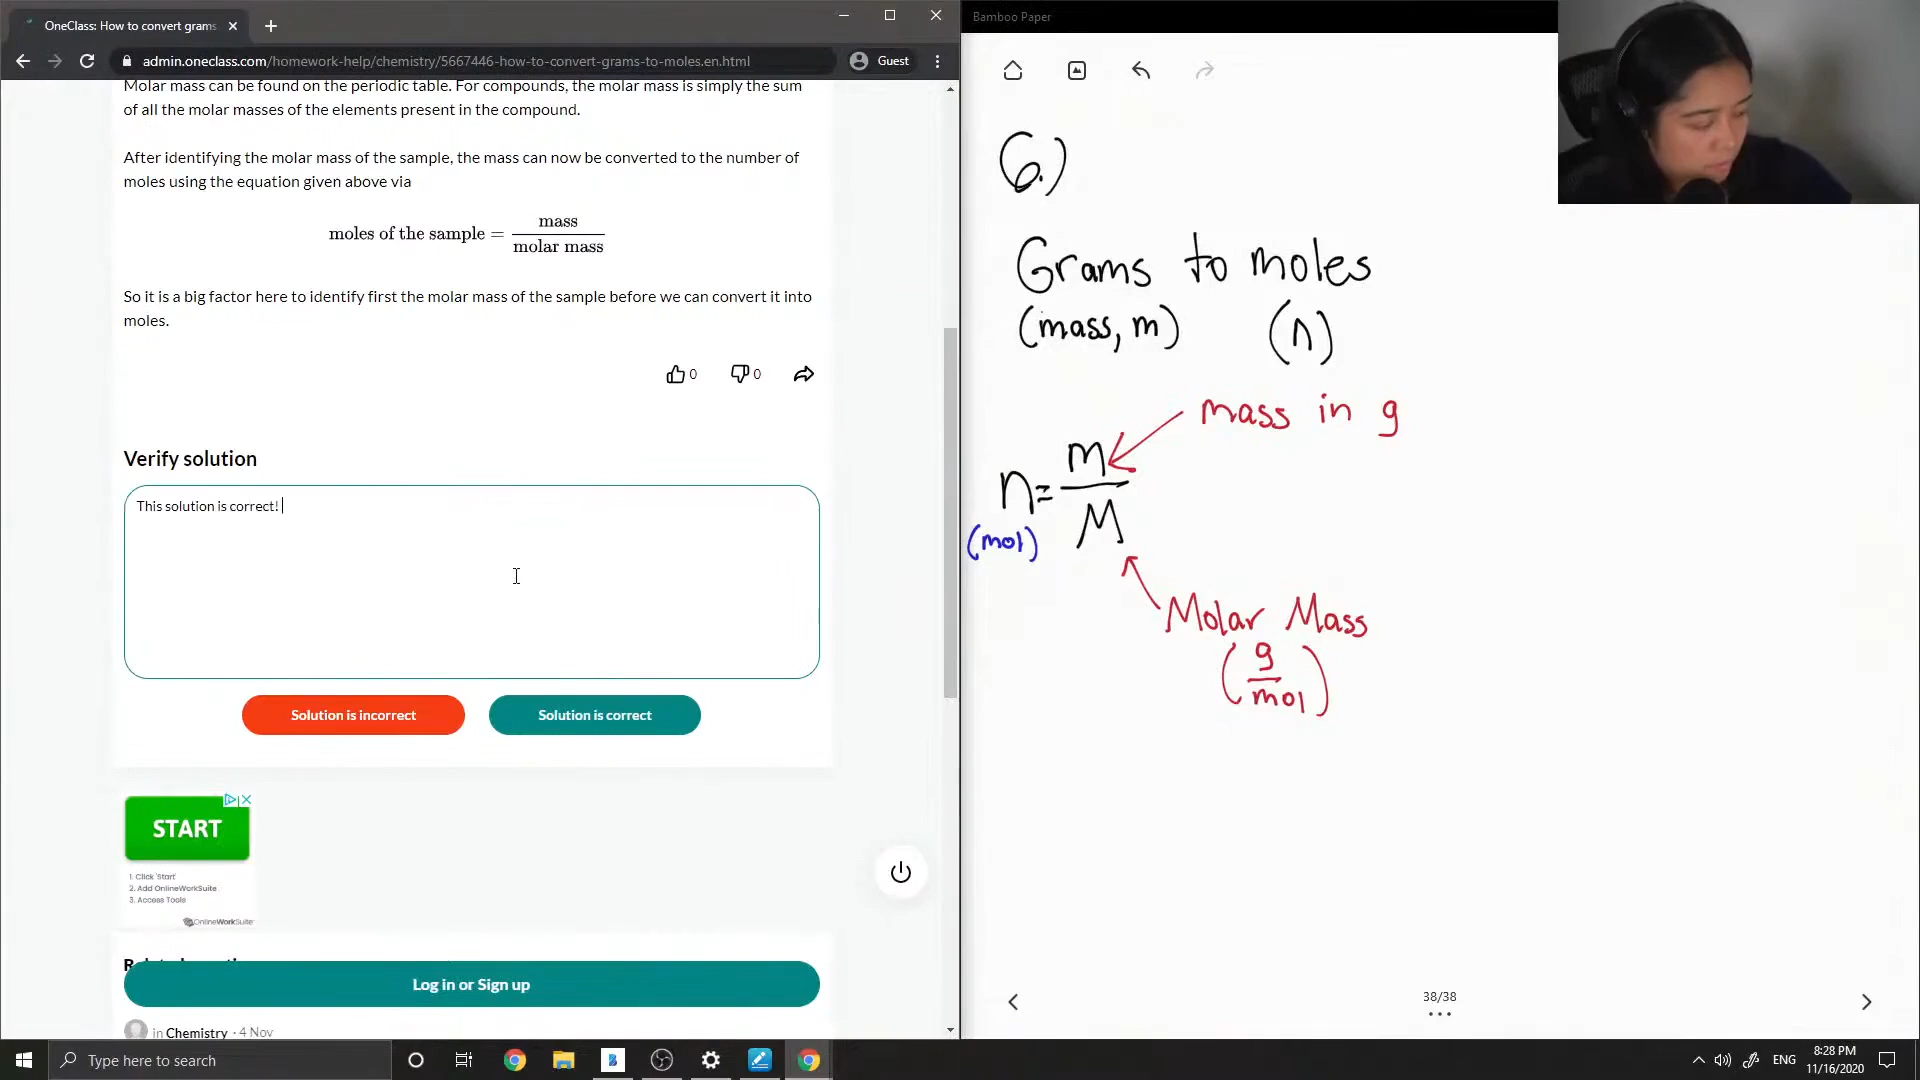 OneClass: How to convert grams
Bamboo Paper
admin.oneclass.com/homework-help/chemistry/5667446-how-to-convert-grams-to-moles.en.html
Guest
Molar mass can be found on the periodic table. For compounds, the molar mass is simply the sum
of all the molar masses of the elements present in the compound.
After identifying the molar mass of the sample, the mass can now be converted to the number of
moles using the equation given above via
moles of the sample = mass / molar mass
So it is a big factor here to identify first the molar mass of the sample before we can convert it into
moles.
0
0
Verify solution
This solution is correct!
Solution is incorrect
Solution is correct
START
1. Click 'Start'
2. Add OnlineWorkSuite
3. Access Tools
OnlineWorkSuite
Log in or Sign up
in Chemistry · 4 Nov
6.)
Grams to moles
(mass, m) (n)
mass in g
n = m / M
(mol)
Molar Mass
(g / mol)
38/38
Type here to search
ENG
8:28 PM
11/16/2020